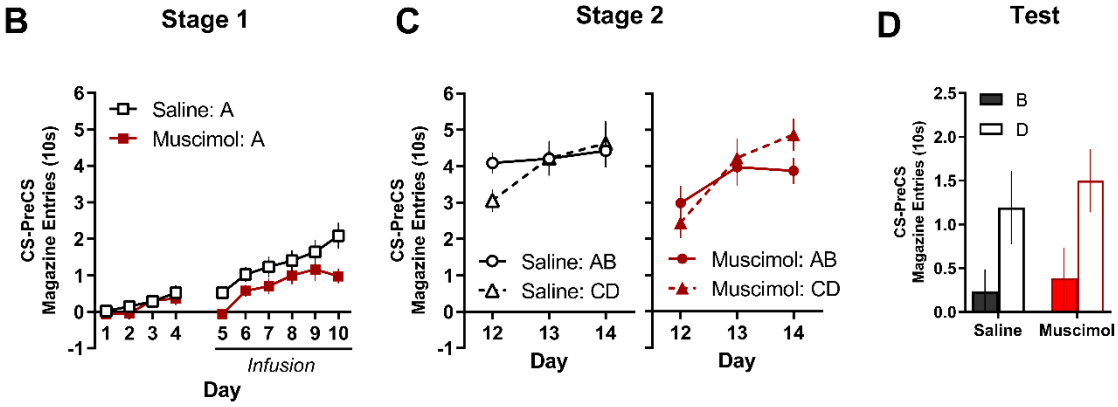 B
Stage 1
CS-PreCS
Magazine Entries (10s)
6
5
4
3
2
1
0
-1
Saline: A
Muscimol: A
1 2 3 4 5 6 7 8 9 10
Infusion
Day
C
Stage 2
CS-PreCS
Magazine Entries (10s)
6
5
4
3
2
1
0
-1
Saline: AB
Saline: CD
12 13 14
Day
Muscimol: AB
Muscimol: CD
12 13 14
Day
D
Test
CS-PreCS
Magazine Entries (10s)
2.5
2.0
1.5
1.0
0.5
0.0
B
D
Saline Muscimol